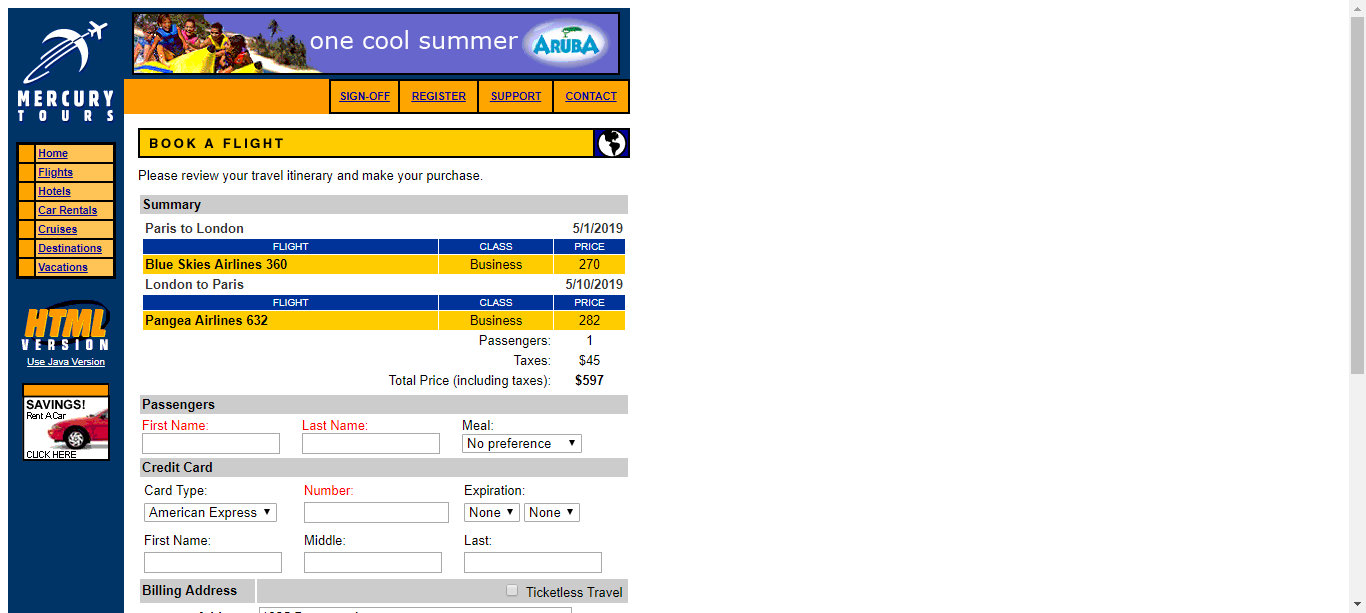 one cool summer ARUBA
MERCURY
TOURS
SIGN-OFF REGISTER SUPPORT CONTACT
BOOK A FLIGHT
Home
Flights
Hotels
Car Rentals
Cruises
Destinations
Vacations
HTML
VERSION
Use Java Version
SAVINGS!
Rent A Car
CLICK HERE
Please review your travel itinerary and make your purchase.
Summary
Paris to London 5/1/2019
FLIGHT CLASS PRICE
Blue Skies Airlines 360 Business 270
London to Paris 5/10/2019
FLIGHT CLASS PRICE
Pangea Airlines 632 Business 282
Passengers: 1
Taxes: $45
Total Price (including taxes): $597
Passengers
First Name: Last Name: Meal:
No preference
Credit Card
Card Type: Number: Expiration:
American Express None None
First Name: Middle: Last:
Billing Address Ticketless Travel